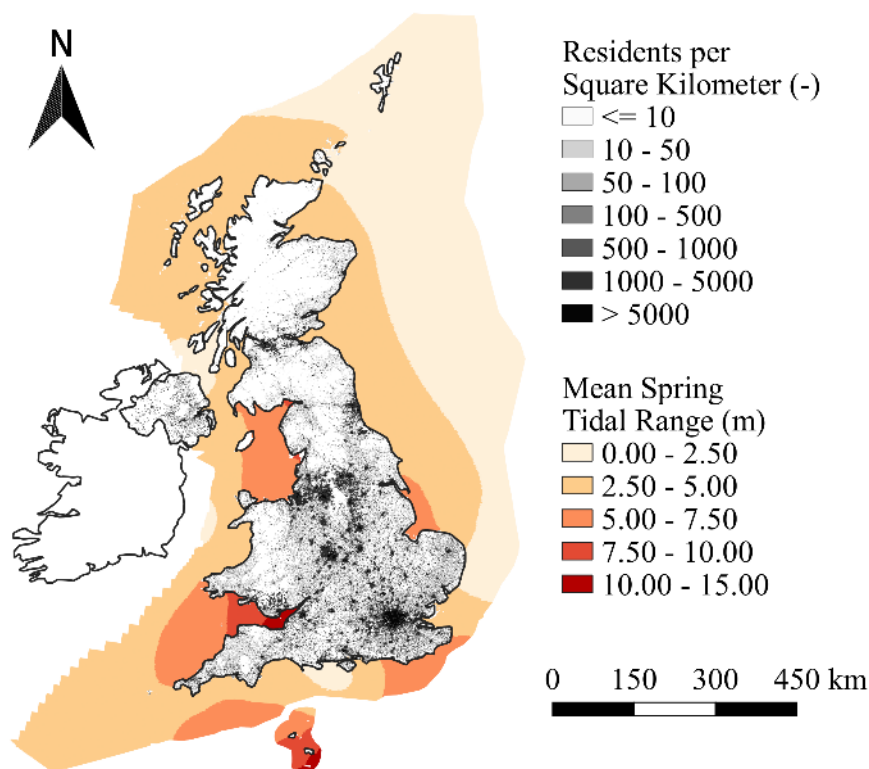 N
Residents per
Square Kilometer (-)
<= 10
10 - 50
50 - 100
100 - 500
500 - 1000
1000 - 5000
> 5000
Mean Spring
Tidal Range (m)
0.00 - 2.50
2.50 - 5.00
5.00 - 7.50
7.50 - 10.00
10.00 - 15.00
0 150 300 450 km